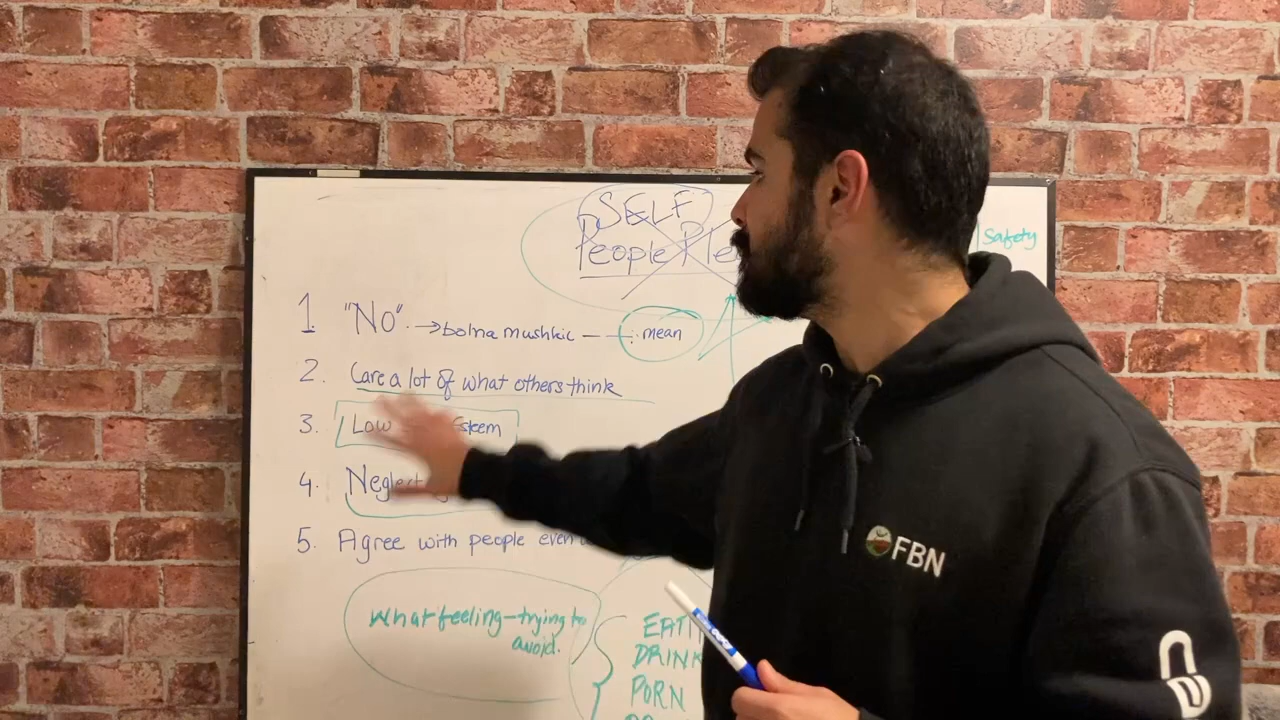 SELF
People Ple
Safety
1. "No" → bolna mushkil — mean
2. Care a lot of what others think
3. Low esteem
4. Neglect
5. Agree with people even
What feeling - trying to
avoid.
EATI
DRINK
PORN
FBN